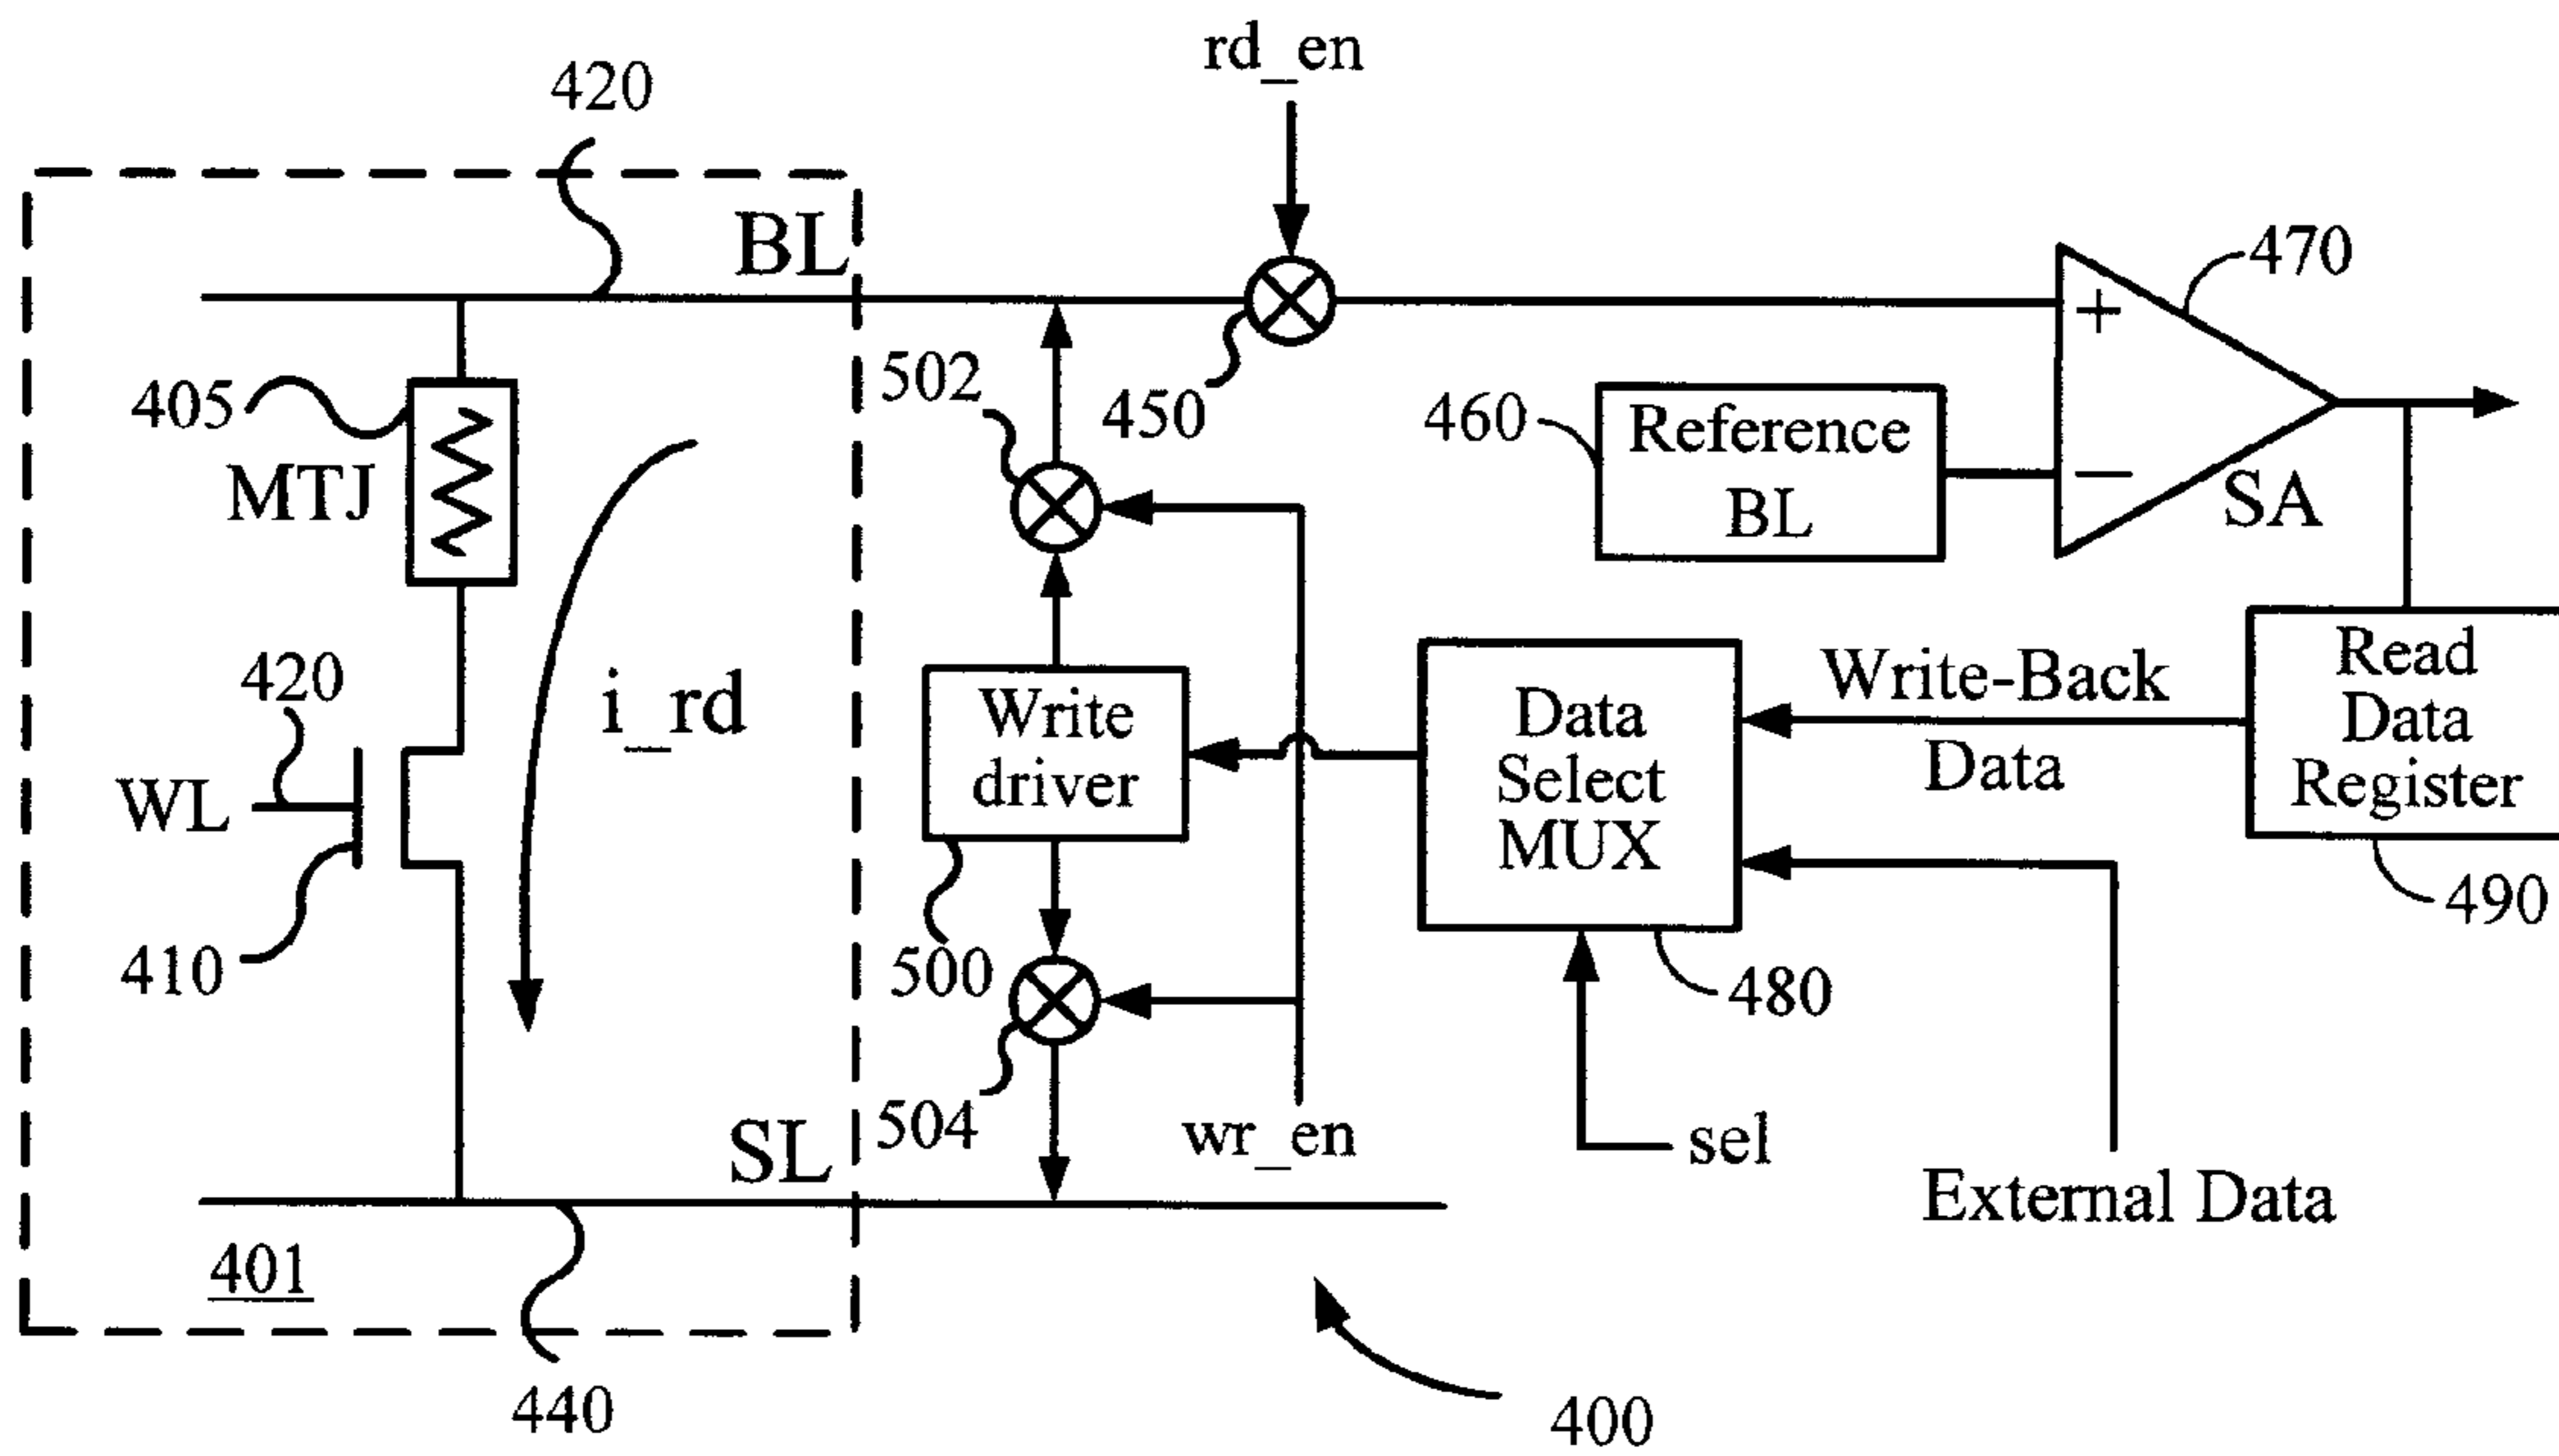 rd_en
420
BL
470
502
450
405
460
Reference
BL
+
−
SA
MTJ
420
i_rd
Write
driver
Data
Select
MUX
Write-Back
Data
Read
Data
Register
WL
410
500
480
490
504
SL
wr_en
sel
External Data
401
440
400